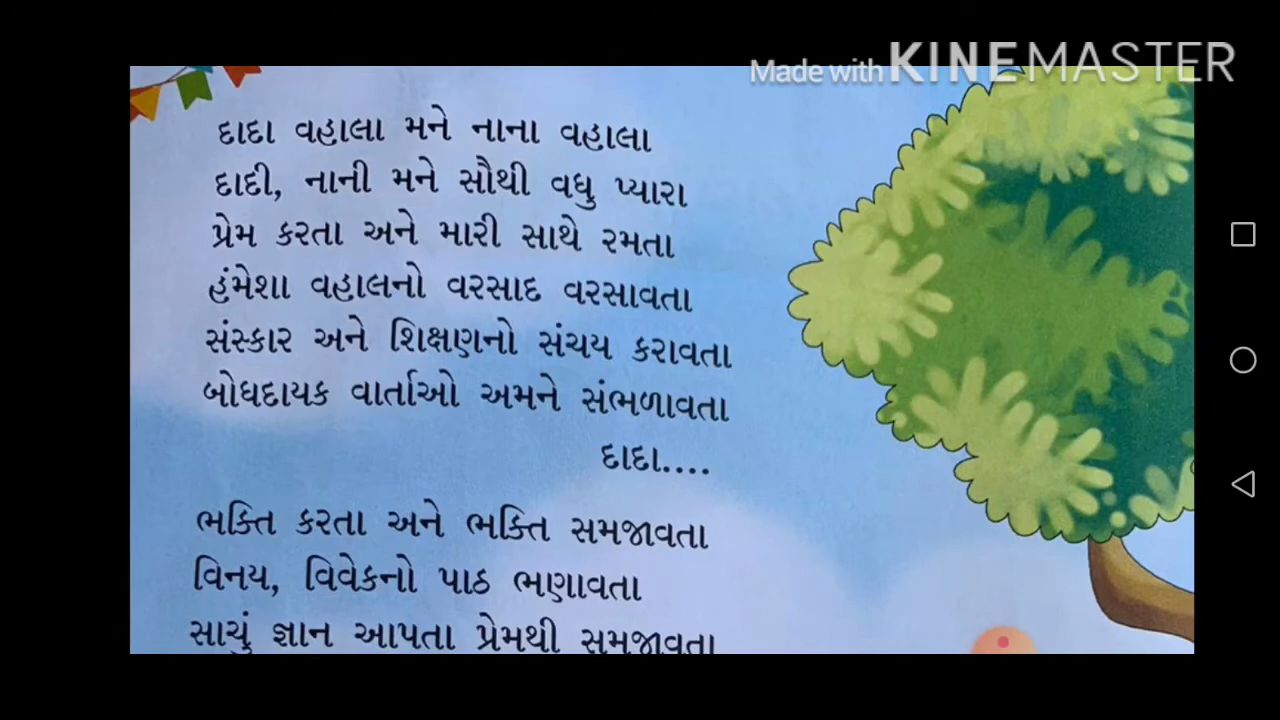 Made with KINEMASTER
દાદા વહાલા મને નાના વહાલા
દાદી, નાની મને સૌથી વધુ પ્યારા
પ્રેમ કરતા અને મારી સાથે રમતા
હંમેશા વહાલનો વરસાદ વરસાવતા
સંસ્કાર અને શિક્ષણનો સંચય કરાવતા
બોધદાયક વાર્તાઓ અમને સંભળાવતા
દાદા....
ભક્તિ કરતા અને ભક્તિ સમજાવતા
વિનય, વિવેકનો પાઠ ભણાવતા
સાચું જ્ઞાન આપતા પ્રેમથી સમજાવતા